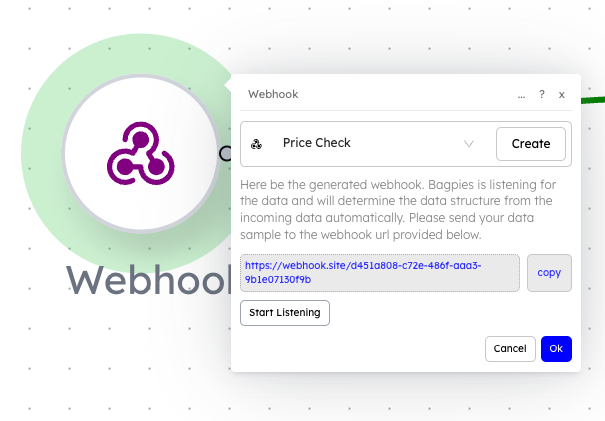 Webhook
... ? x
Price Check
Create
Here be the generated webhook. Bagpies is listening for
the data and will determine the data structure from the
incoming data automatically. Please send your data
sample to the webhook url provided below.
https://webhook.site/d451a808-c72e-486f-aaa3-
9b1e07130f9b
copy
Start Listening
Cancel
Ok
Webhook